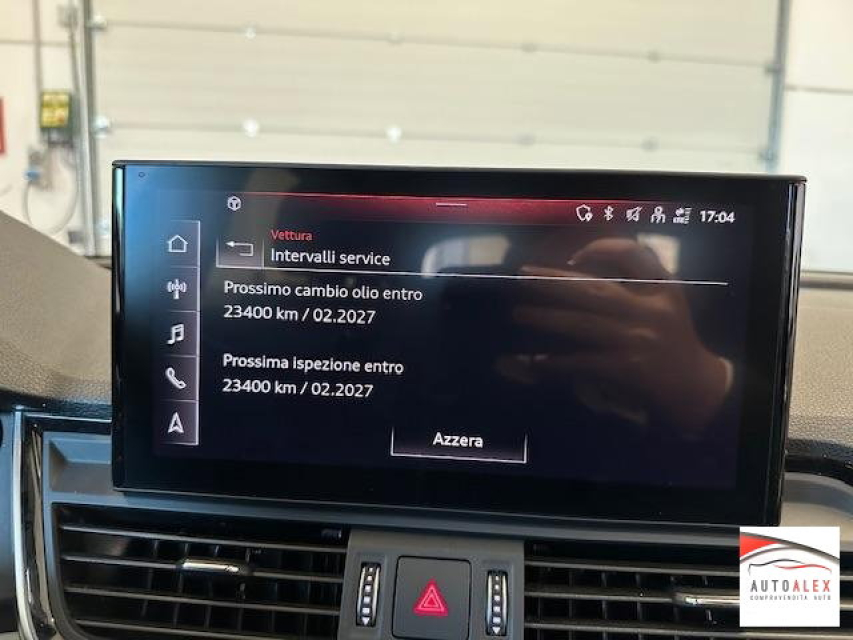 17:04
Vettura
Intervalli service
Prossimo cambio olio entro
23400 km / 02.2027
Prossima ispezione entro
23400 km / 02.2027
Azzera
AUTOALEX
COMPRAVENDITA AUTO